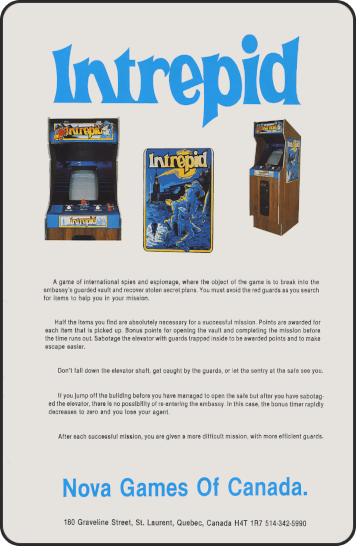 Intrepid
Intrepid
Intrepid
Intrepid
A game of international spies and espionage, where the object of the game is to break into the
embassy's guarded vault and recover stolen secret plans. You must avoid the red guards as you search
for items to help you in your mission.
Half the items you find are absolutely necessary for a successful mission. Points are awarded for
each item that is picked up. Bonus points for opening the vault and completing the mission before
the time runs out. Sabotage the elevator with guards trapped inside to be awarded points and to make
escape easier.
Don't fall down the elevator shaft, get caught by the guards, or let the sentry at the safe see you.
If you jump off the building before you have managed to open the safe but after you have sabotag-
ed the elevator, there is no possibility of re-entering the embassy. In this case, the bonus timer rapidly
decreases to zero and you lose your agent.
After each successful mission, you are given a more difficult mission, with more efficient guards.
Nova Games Of Canada.
180 Graveline Street, St. Laurent, Quebec, Canada H4T 1R7 514-342-5990